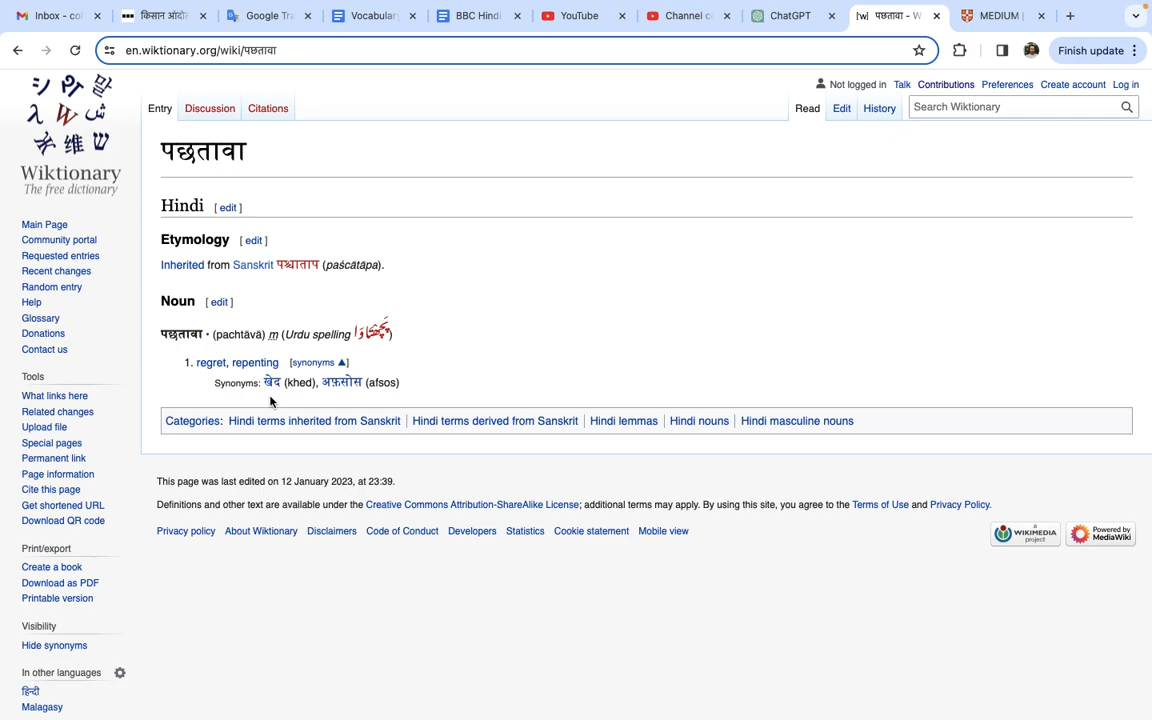 Inbox - co
किसान आंदो
Google Tra
Vocabular
BBC Hindi
YouTube
Channel c
ChatGPT
[w] पछतावा - W
MEDIUM |
en.wiktionary.org/wiki/पछतावा
Finish update
Not logged in Talk Contributions Preferences Create account Log in
Entry Discussion Citations Read Edit History Search Wiktionary
Wiktionary
The free dictionary
Main Page
Community portal
Requested entries
Recent changes
Random entry
Help
Glossary
Donations
Contact us
Tools
What links here
Related changes
Upload file
Special pages
Permanent link
Page information
Cite this page
Get shortened URL
Download QR code
Print/export
Create a book
Download as PDF
Printable version
Visibility
Hide synonyms
In other languages
हिन्दी
Malagasy
पछतावा
Hindi [ edit ]
Etymology [ edit ]
Inherited from Sanskrit पश्चाताप (paścātāpa).
Noun [ edit ]
पछतावा • (pachtāvā) m (Urdu spelling پَچھتاوَا)
1. regret, repenting [synonyms ▲]
Synonyms: खेद (khed), अफ़सोस (afsos)
Categories: Hindi terms inherited from Sanskrit | Hindi terms derived from Sanskrit | Hindi lemmas | Hindi nouns | Hindi masculine nouns
This page was last edited on 12 January 2023, at 23:39.
Definitions and other text are available under the Creative Commons Attribution-ShareAlike License; additional terms may apply. By using this site, you agree to the Terms of Use and Privacy Policy.
Privacy policy About Wiktionary Disclaimers Code of Conduct Developers Statistics Cookie statement Mobile view
A WIKIMEDIA project
Powered by MediaWiki